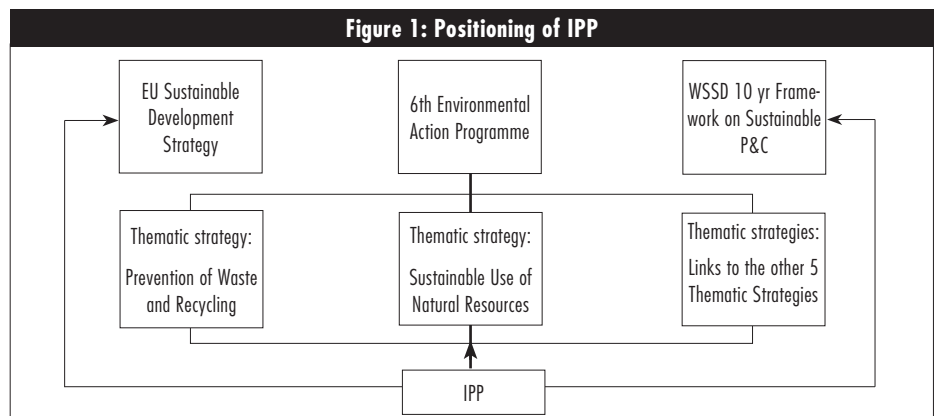 Figure 1: Positioning of IPP
EU Sustainable
Development
Strategy
6th Environmental
Action Programme
WSSD 10 yr Frame-
work on Sustainable
P&C
Thematic strategy:
Prevention of Waste
and Recycling
Thematic strategy:
Sustainable Use of
Natural Resources
Thematic strategies:
Links to the other 5
Thematic Strategies
IPP